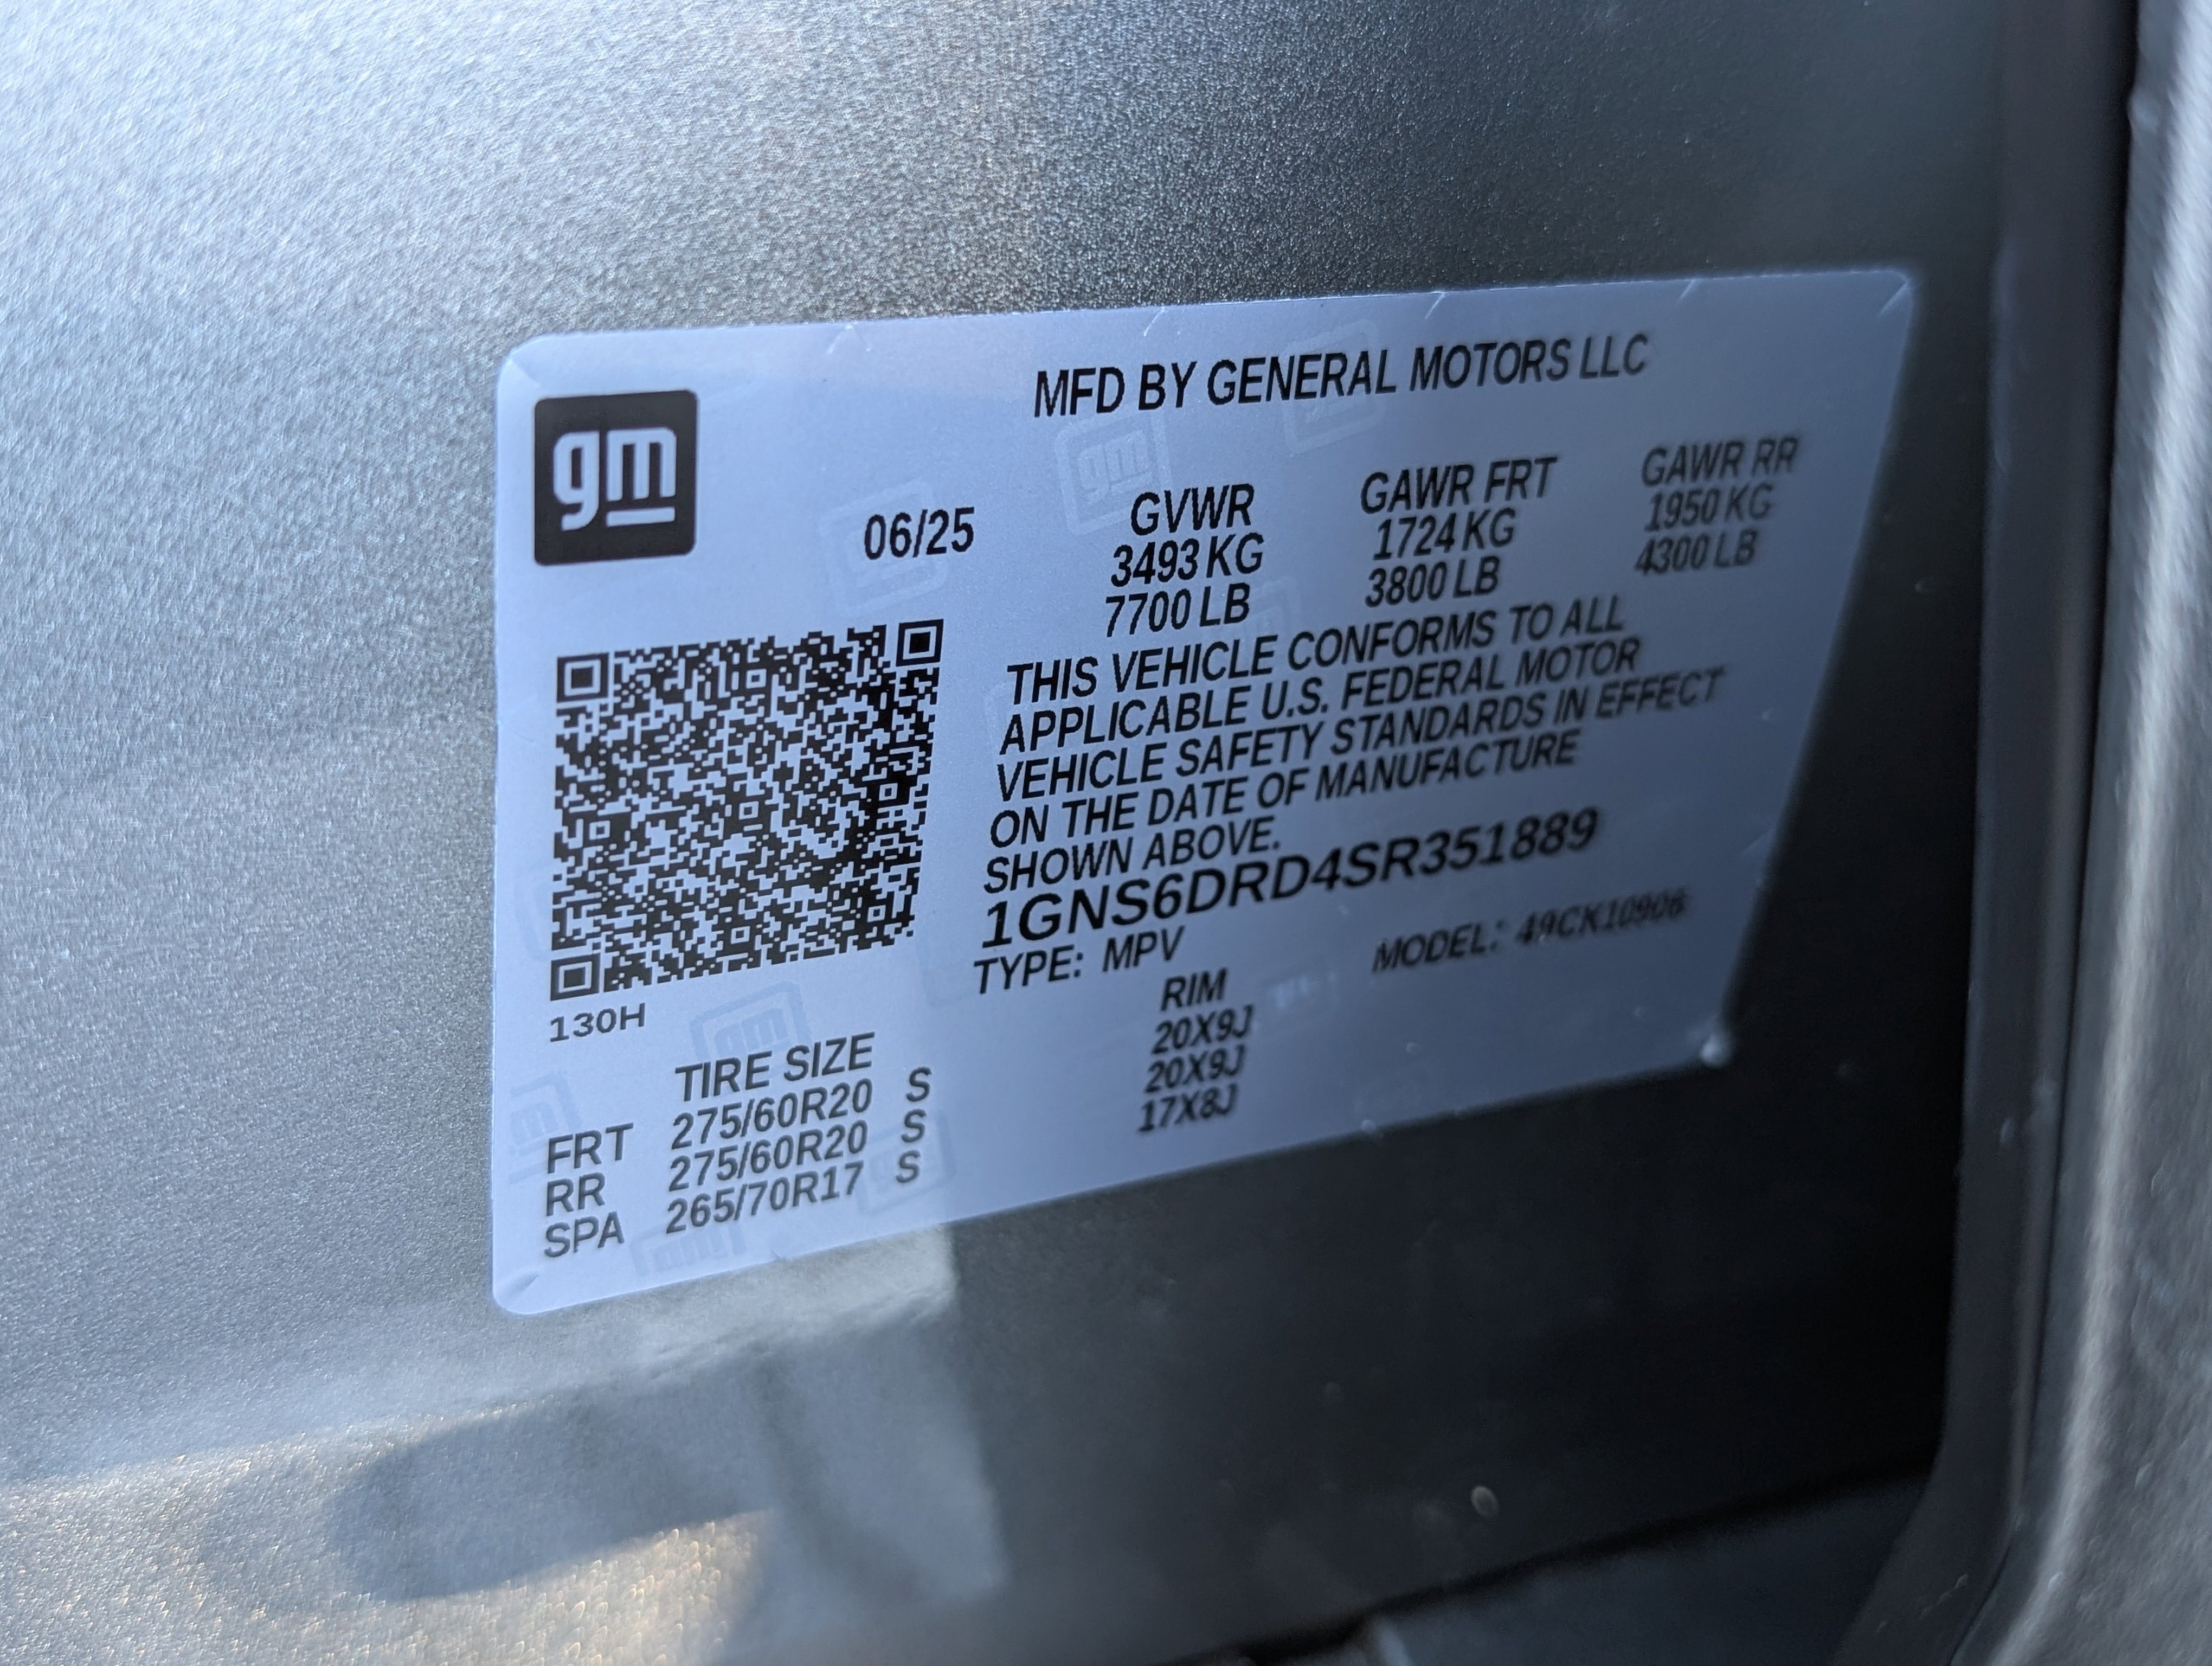 gm
MFD BY GENERAL MOTORS LLC
06/25
GVWR GAWR FRT GAWR RR
3493 KG 1724 KG 1950 KG
7700 LB 3800 LB 4300 LB
THIS VEHICLE CONFORMS TO ALL
APPLICABLE U.S. FEDERAL MOTOR
VEHICLE SAFETY STANDARDS IN EFFECT
ON THE DATE OF MANUFACTURE
SHOWN ABOVE.
1GNS6DRD4SR351889
TYPE: MPV MODEL: 49CK10906
130H
TIRE SIZE RIM
FRT 275/60R20 S 20X9J
RR 275/60R20 S 20X9J
SPA 265/70R17 S 17X8J